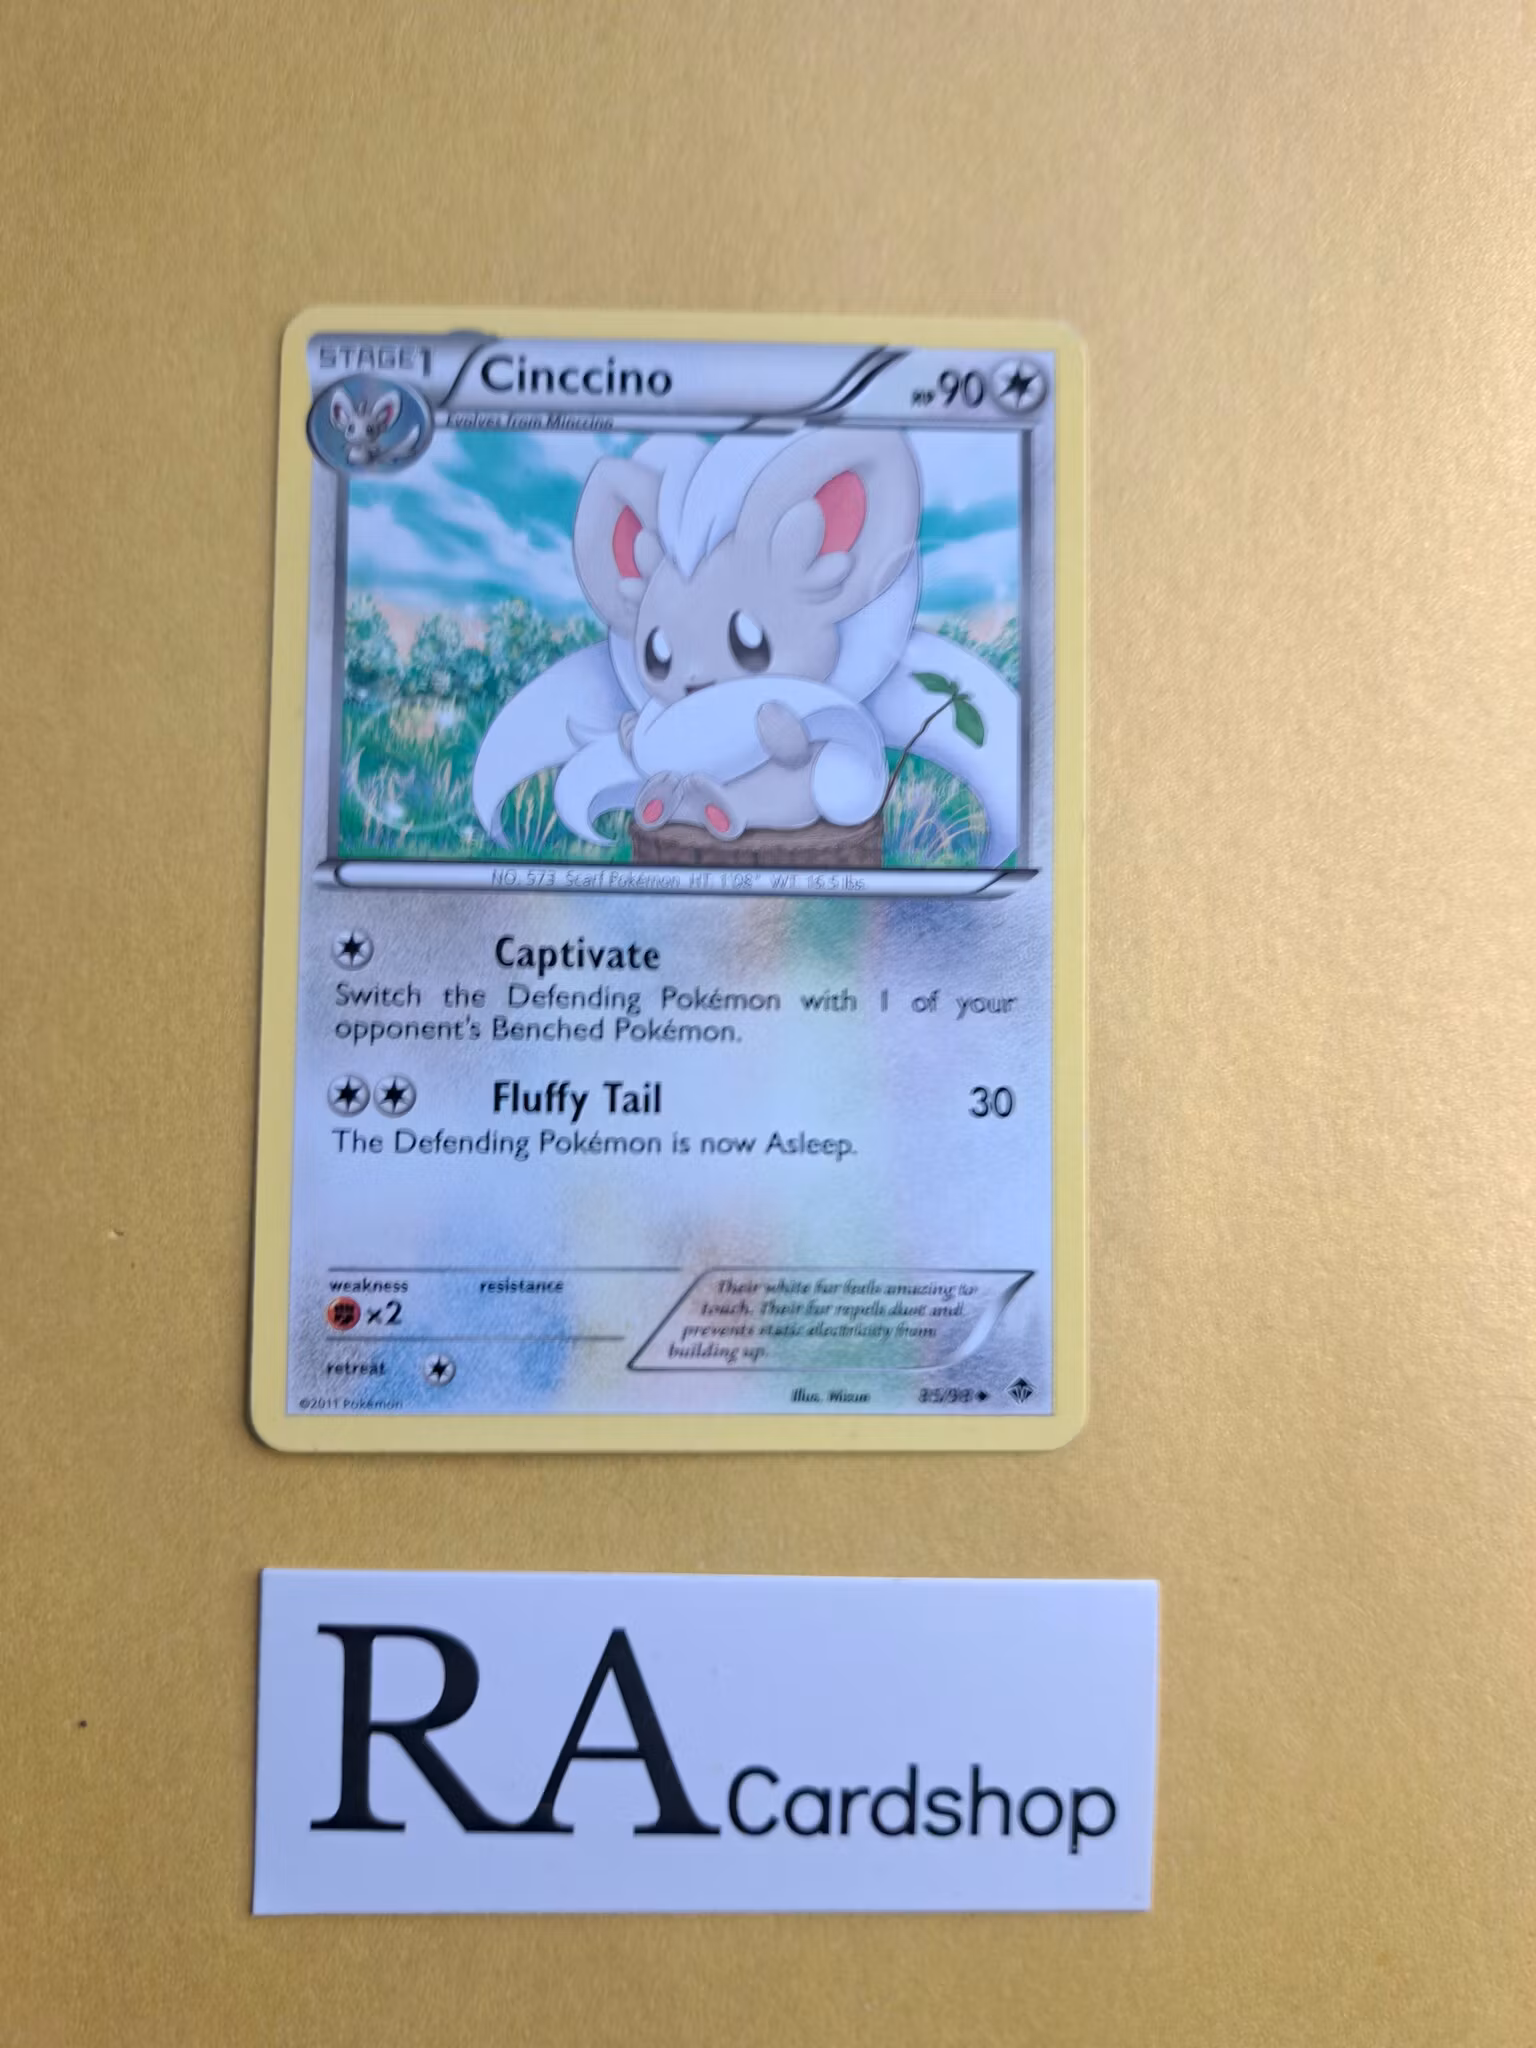 STAGE1
Cinccino
HP90
Evolves from Minccino
NO. 573 Scarf Pokémon HT. 1'08" WT. 16.5 lbs.
Captivate
Switch the Defending Pokémon with 1 of your
opponent's Benched Pokémon.
Fluffy Tail 30
The Defending Pokémon is now Asleep.
weakness resistance
x2
retreat
Their white fur feels amazing to
touch. Their fur repels dust and
prevents static electricity from
building up.
©2011 Pokémon
Illus. Mizue
RA Cardshop